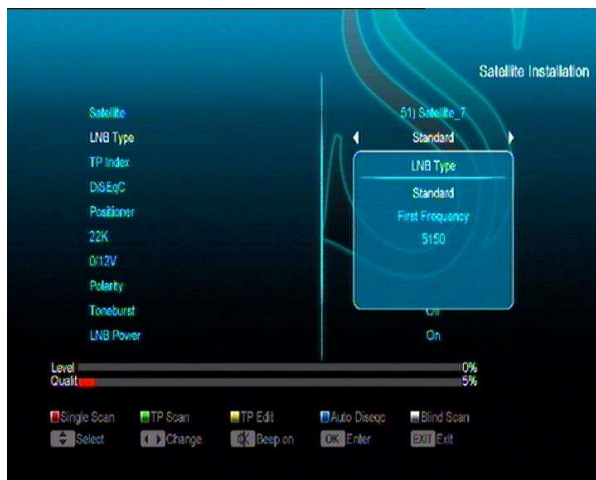 Satellite Installation
Satellite 51) Satellite_7
LNB Type Standard
TP Index
DiSEqC
Positioner
22K
0/12V
Polarity
Toneburst Off
LNB Power On
LNB Type
Standard
First Frequency
5150
Level 0%
Qualit 5%
Single Scan TP Scan TP Edit Auto Diseqc Blind Scan
Select Change Beep on OK Enter EXIT Exit